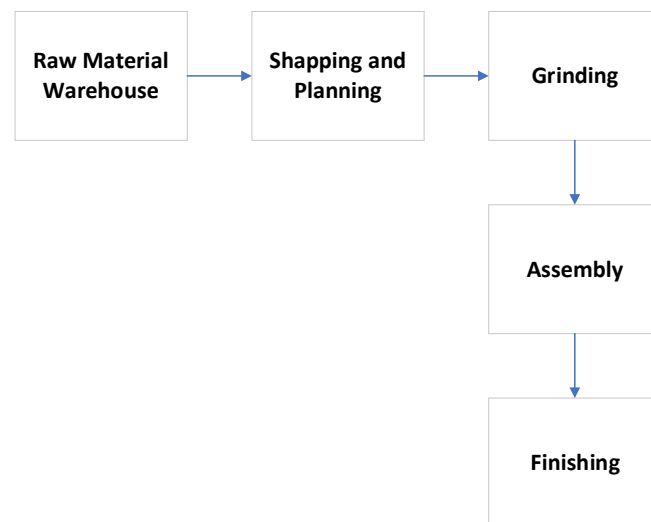 Raw Material
Warehouse
Shapping and
Planning
Grinding
Assembly
Finishing